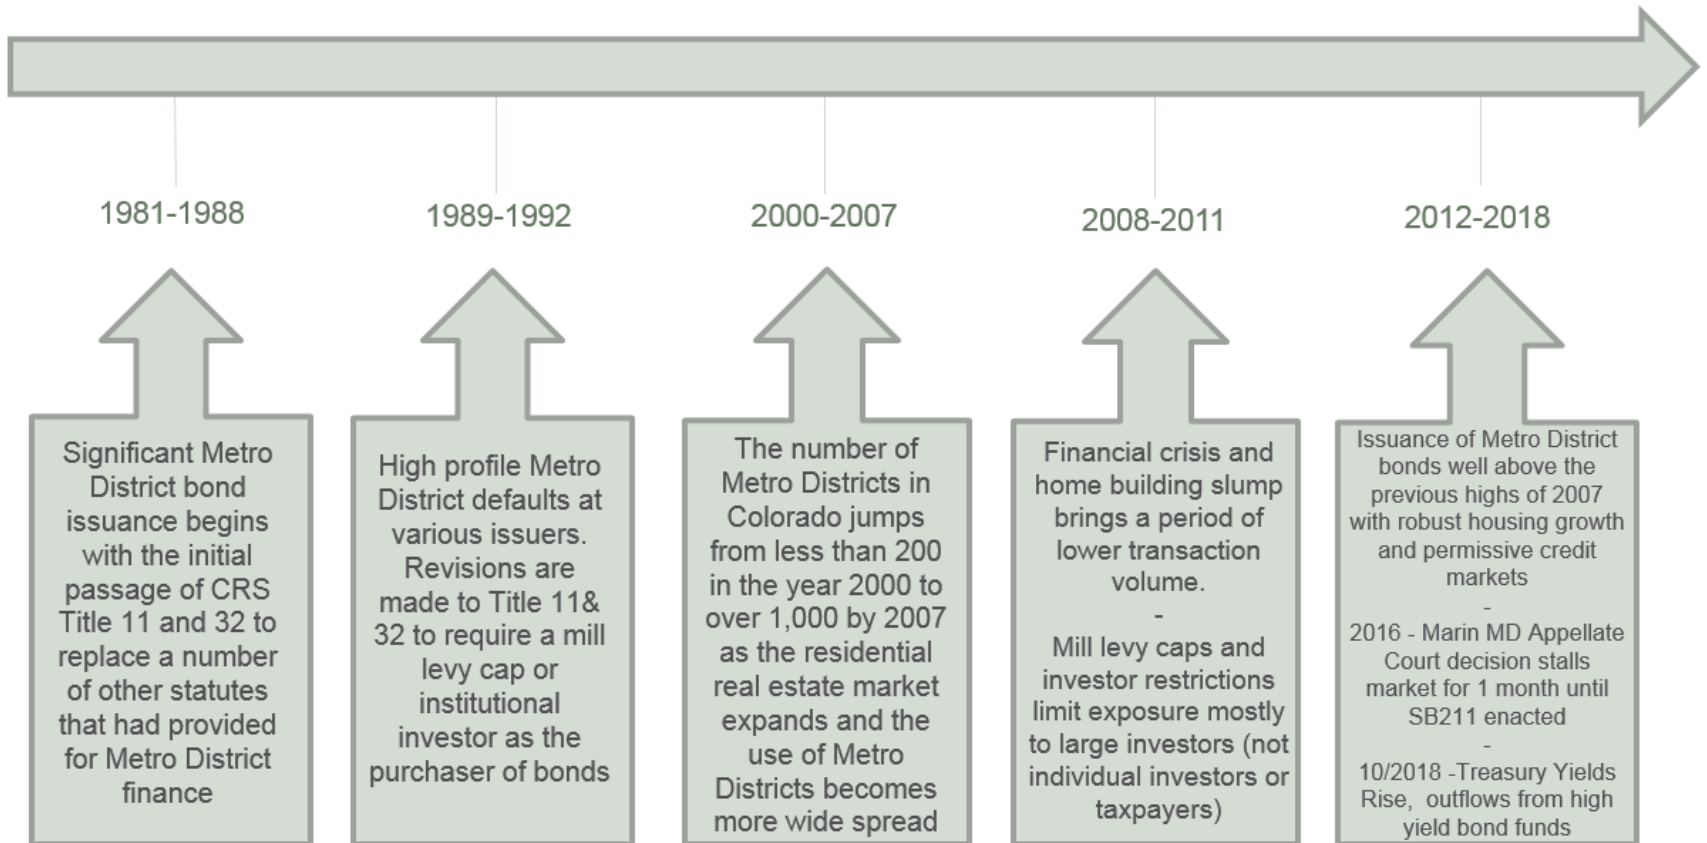 1981-1988
1989-1992
2000-2007
2008-2011
2012-2018
Significant Metro
District bond
issuance begins
with the initial
passage of CRS
Title 11 and 32 to
replace a number
of other statutes
that had provided
for Metro District
finance
High profile Metro
District defaults at
various issuers.
Revisions are
made to Title 11&
32 to require a mill
levy cap or
institutional
investor as the
purchaser of bonds
The number of
Metro Districts in
Colorado jumps
from less than 200
in the year 2000 to
over 1,000 by 2007
as the residential
real estate market
expands and the
use of Metro
Districts becomes
more wide spread
Financial crisis and
home building slump
brings a period of
lower transaction
volume.
-
Mill levy caps and
investor restrictions
limit exposure mostly
to large investors (not
individual investors or
taxpayers)
Issuance of Metro District
bonds well above the
previous highs of 2007
with robust housing growth
and permissive credit
markets
-
2016 - Marin MD Appellate
Court decision stalls
market for 1 month until
SB211 enacted
-
10/2018 -Treasury Yields
Rise,  outflows from high
yield bond funds